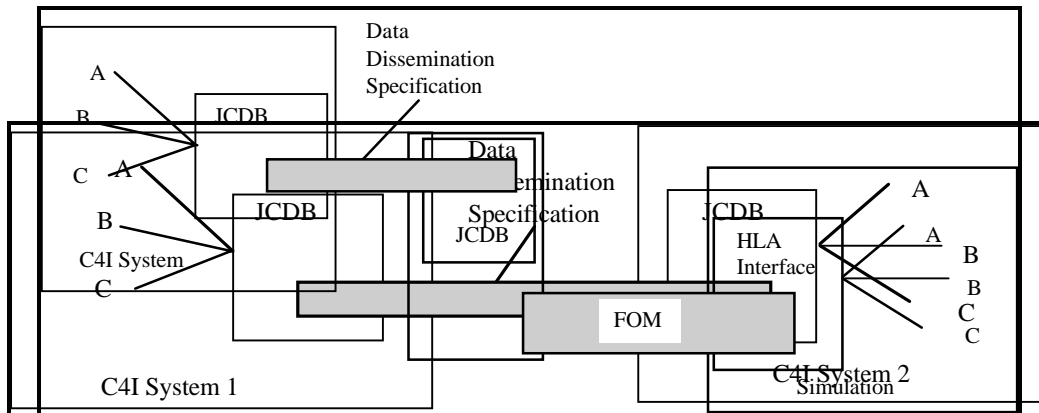 Data
Dissemination
Specification
A
B
JCDB
C
A
Data
emination
Specification
JCDB
JCDB
JCDB
A
B
C4I System
C
HLA
Interface
A
A
B
B
C
C
FOM
C4I System 1
C4I System 2
Simulation